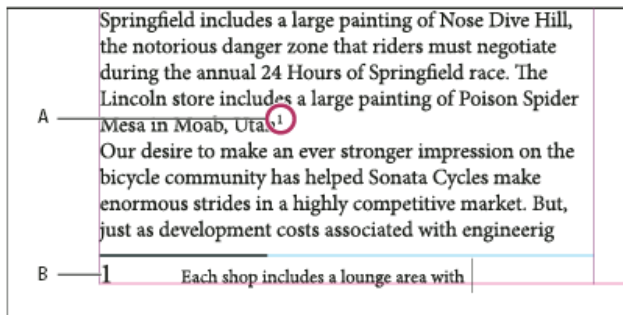 Springfield includes a large painting of Nose Dive Hill,
the notorious danger zone that riders must negotiate
during the annual 24 Hours of Springfield race. The
Lincoln store includes a large painting of Poison Spider
A Mesa in Moab, Utah¹
Our desire to make an ever stronger impression on the
bicycle community has helped Sonata Cycles make
enormous strides in a highly competitive market. But,
just as development costs associated with engineerig
B 1 Each shop includes a lounge area with